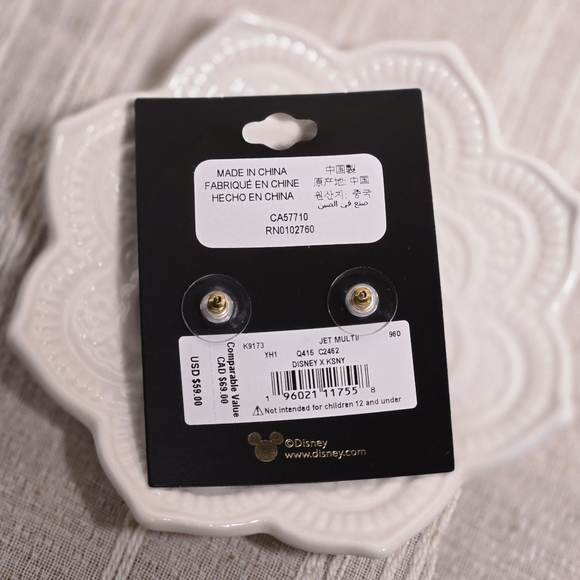 MADE IN CHINA
FABRIQUÉ EN CHINE
HECHO EN CHINA
中国製
原产地: 中国
원산지: 중국
صنع في الصين
CA57710
RN0102760
K9173 JET MULTI 960
YH1 Q416 C2462
DISNEY X KSNY
1 96021 11755 8
Not intended for children 12 and under
Comparable Value
CAD $69.00
USD $59.00
©Disney
www.disney.com